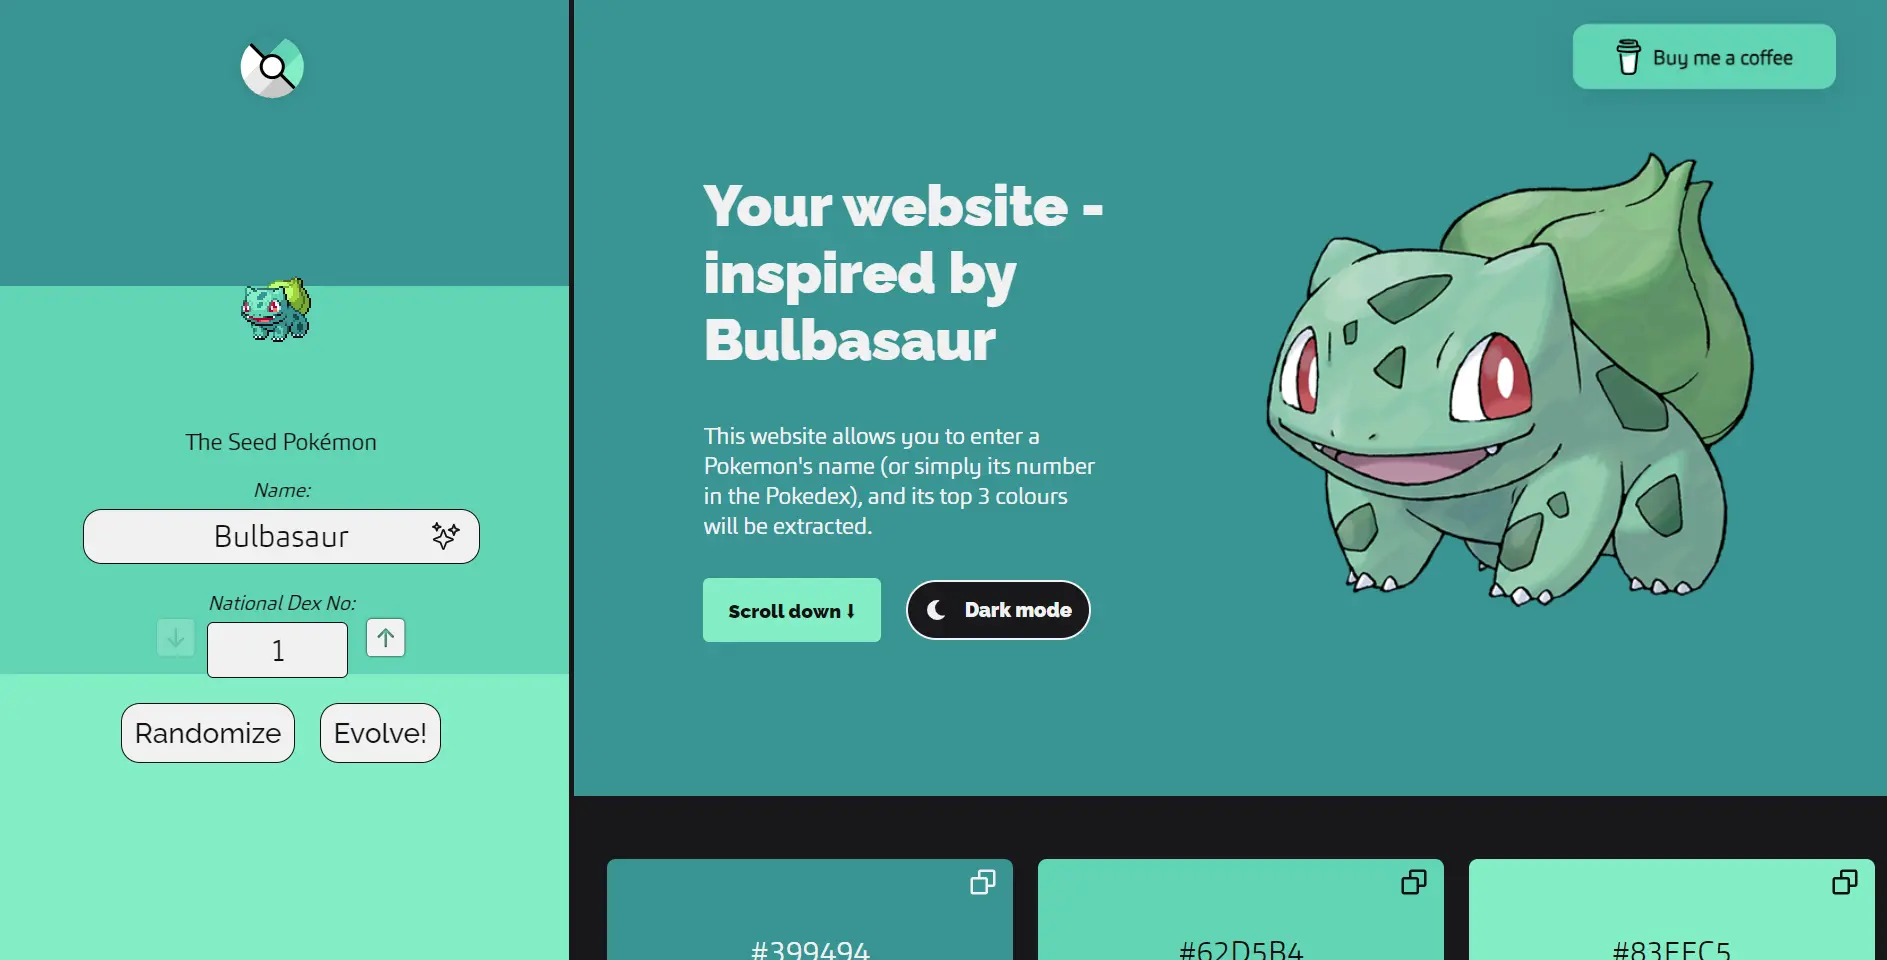 Buy me a coffee
Your website -
inspired by
Bulbasaur
The Seed Pokémon
This website allows you to enter a
Pokemon's name (or simply its number
in the Pokedex), and its top 3 colours
will be extracted.
Name:
Bulbasaur
National Dex No:
1
Scroll down ⬇
Dark mode
Randomize
Evolve!
#399494
#62D5B4
#83EEC5